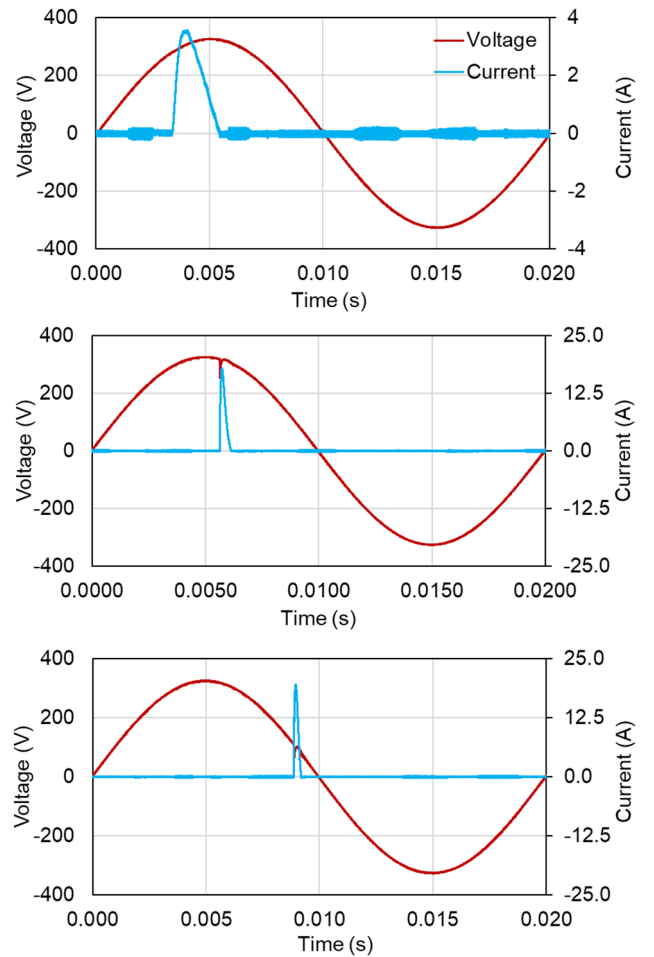 400 4
Voltage
200 2
Current
Voltage (V) 0 0 Current (A)
-200 -2
-400 -4
0.000 0.005 0.010 0.015 0.020
Time (s)
400 25.0
200 12.5
Voltage (V) 0 0.0 Current (A)
-200 -12.5
-400 -25.0
0.0000 0.0050 0.0100 0.0150 0.0200
Time (s)
400 25.0
200 12.5
Voltage (V) 0 0.0 Current (A)
-200 -12.5
-400 -25.0
0.000 0.005 0.010 0.015 0.020
Time (s)